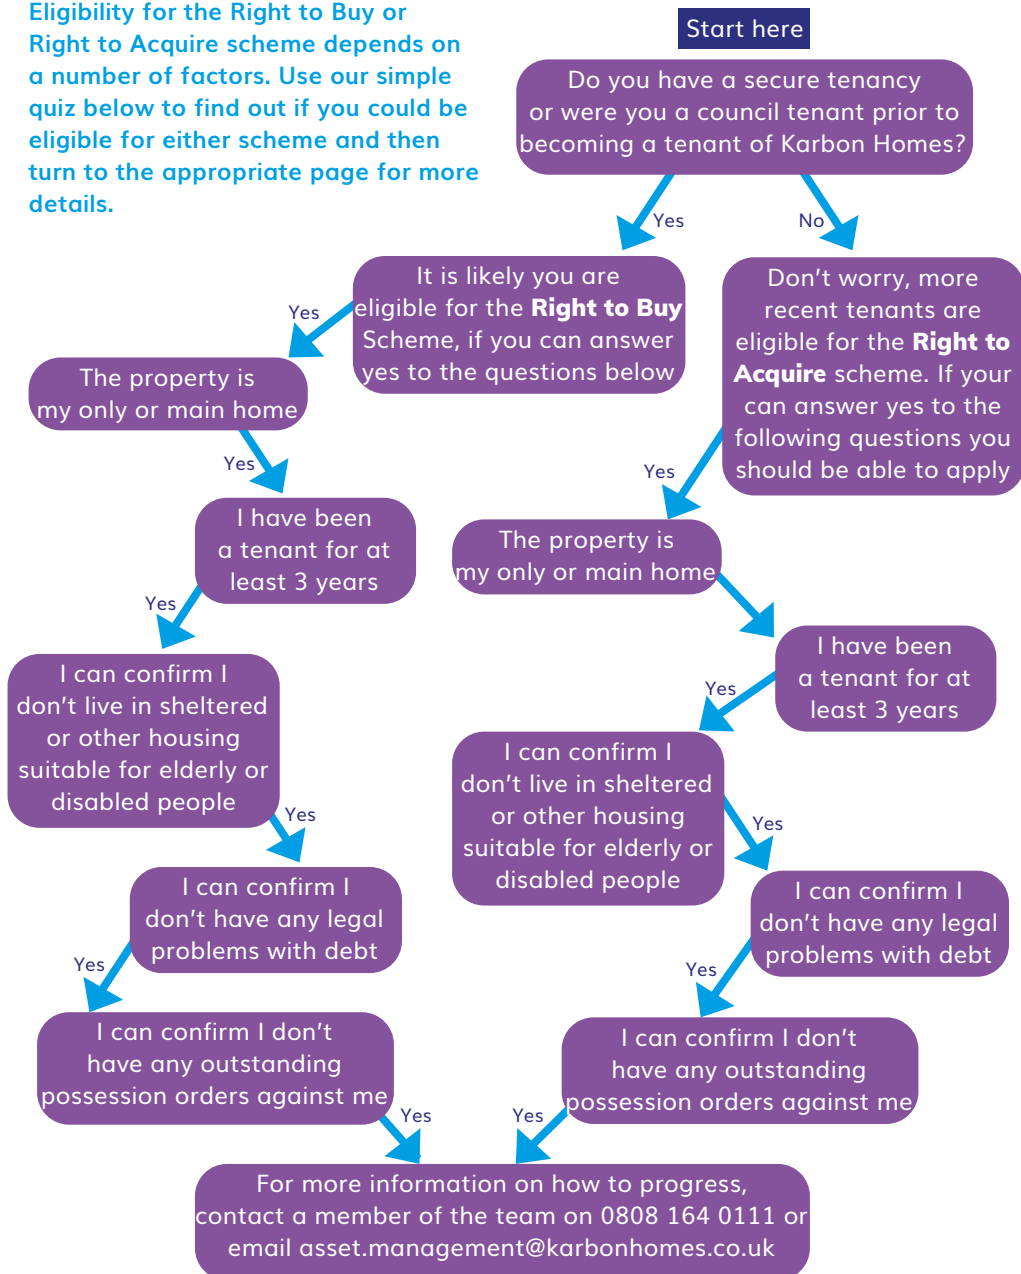 Eligibility for the Right to Buy or
Right to Acquire scheme depends on
a number of factors. Use our simple
quiz below to find out if you could be
eligible for either scheme and then
turn to the appropriate page for more
details.
Start here
Do you have a secure tenancy
or were you a council tenant prior to
becoming a tenant of Karbon Homes?
Yes
No
It is likely you are
eligible for the Right to Buy
Scheme, if you can answer
yes to the questions below
Don't worry, more
recent tenants are
eligible for the Right to
Acquire scheme. If your
can answer yes to the
following questions you
should be able to apply
Yes
The property is
my only or main home
Yes
I have been
a tenant for at
least 3 years
Yes
I can confirm I
don't live in sheltered
or other housing
suitable for elderly or
disabled people
Yes
I can confirm I
don't have any legal
problems with debt
Yes
I can confirm I don't
have any outstanding
possession orders against me
Yes
Yes
The property is
my only or main home
I have been
a tenant for at
least 3 years
Yes
I can confirm I
don't live in sheltered
or other housing
suitable for elderly or
disabled people
Yes
I can confirm I
don't have any legal
problems with debt
Yes
I can confirm I don't
have any outstanding
possession orders against me
Yes
For more information on how to progress,
contact a member of the team on 0808 164 0111 or
email asset.management@karbonhomes.co.uk